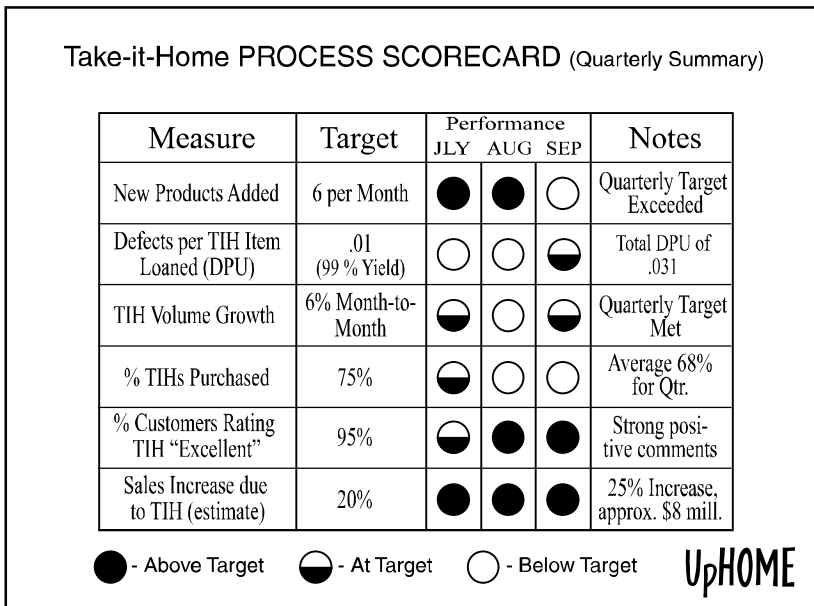 Take-it-Home PROCESS SCORECARD (Quarterly Summary)
Measure
Target
Performance
JLY AUG SEP
Notes
New Products Added
6 per Month
Quarterly Target
Exceeded
Defects per TIH Item
Loaned (DPU)
.01
(99 % Yield)
Total DPU of
.031
TIH Volume Growth
6% Month-to-
Month
Quarterly Target
Met
% TIHs Purchased
75%
Average 68%
for Qtr.
% Customers Rating
TIH “Excellent”
95%
Strong posi-
tive comments
Sales Increase due
to TIH (estimate)
20%
25% Increase,
approx. $8 mill.
- Above Target
- At Target
- Below Target
UpHOME